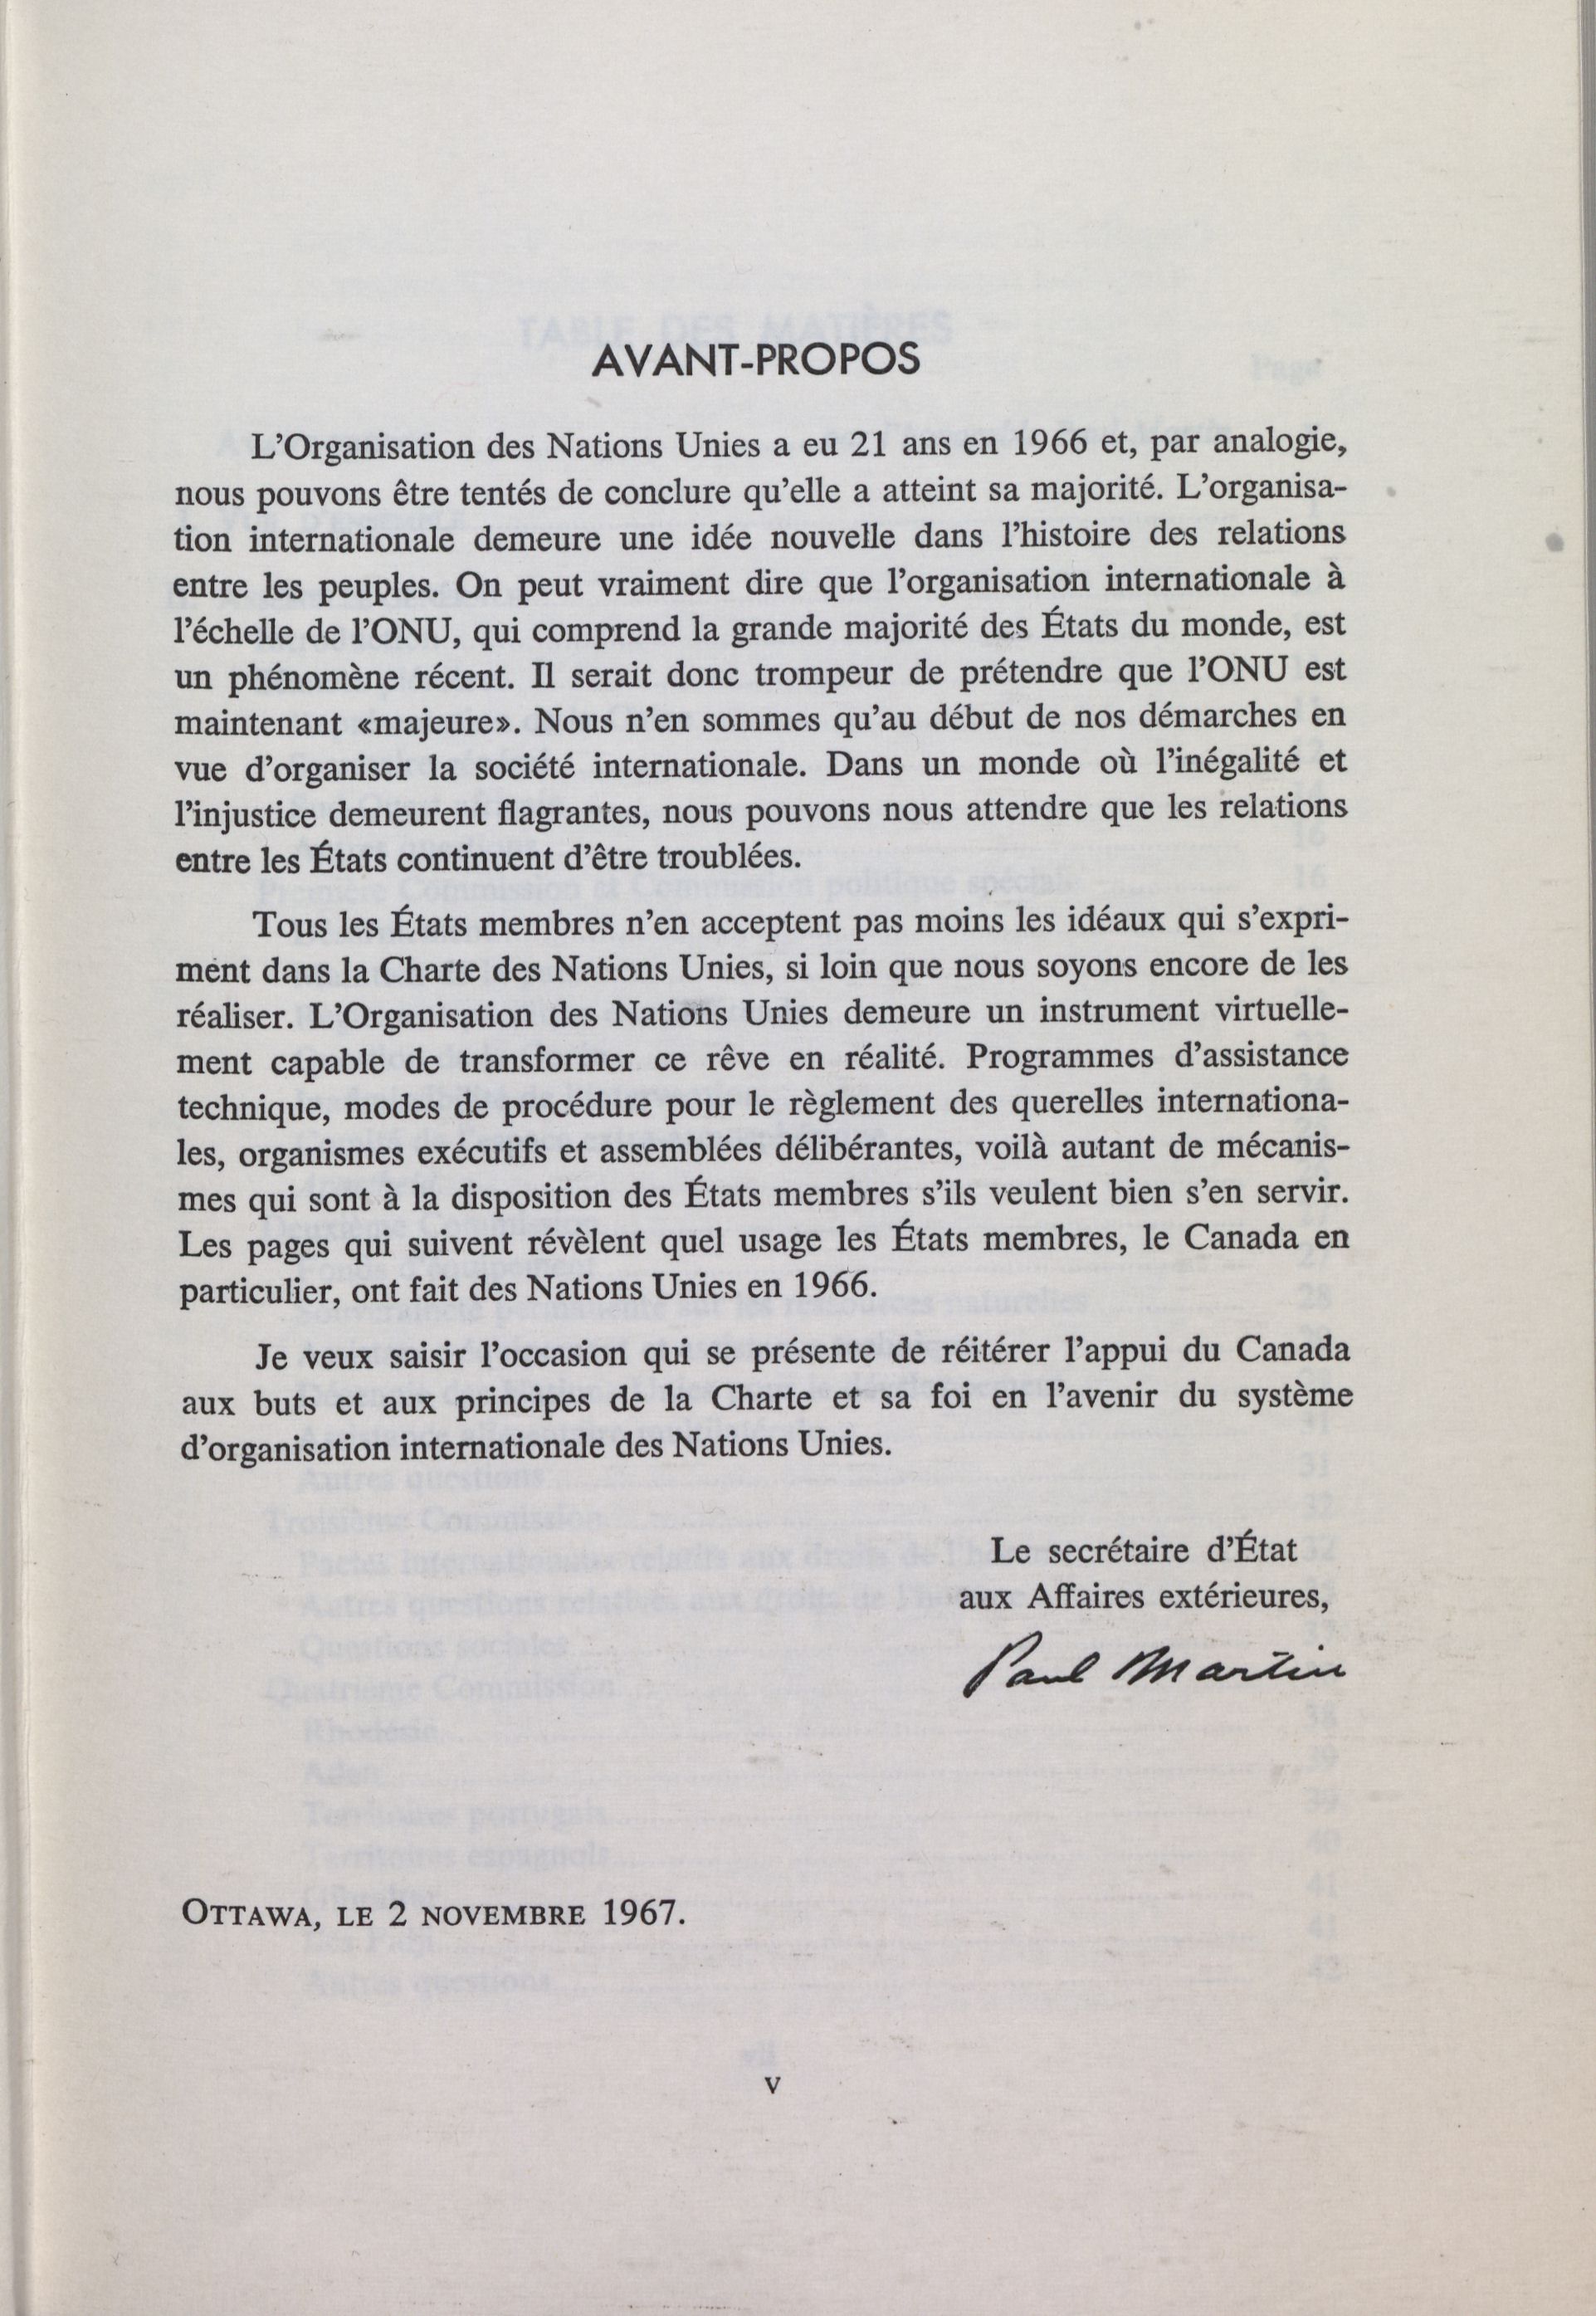 AVANT-PROPOS
L'Organisation des Nations Unies a eu 21 ans en 1966 et, par analogie,
nous pouvons être tentés de conclure qu'elle a atteint sa majorité. L'organisa-
tion internationale demeure une idée nouvelle dans l'histoire des relations
entre les peuples. On peut vraiment dire que l'organisation internationale à
l'échelle de l'ONU, qui comprend la grande majorité des États du monde, est
un phénomène récent. Il serait donc trompeur de prétendre que l'ONU est
maintenant «majeure». Nous n'en sommes qu'au début de nos démarches en
vue d'organiser la société internationale. Dans un monde où l'inégalité et
l'injustice demeurent flagrantes, nous pouvons nous attendre que les relations
entre les États continuent d'être troublées.
Tous les États membres n'en acceptent pas moins les idéaux qui s'expri-
ment dans la Charte des Nations Unies, si loin que nous soyons encore de les
réaliser. L'Organisation des Nations Unies demeure un instrument virtuelle-
ment capable de transformer ce rêve en réalité. Programmes d'assistance
technique, modes de procédure pour le règlement des querelles internationa-
les, organismes exécutifs et assemblées délibérantes, voilà autant de mécanis-
mes qui sont à la disposition des États membres s'ils veulent bien s'en servir.
Les pages qui suivent révèlent quel usage les États membres, le Canada en
particulier, ont fait des Nations Unies en 1966.
Je veux saisir l'occasion qui se présente de réitérer l'appui du Canada
aux buts et aux principes de la Charte et sa foi en l'avenir du système
d'organisation internationale des Nations Unies.
Le secrétaire d'État
aux Affaires extérieures,
Paul Martin
OTTAWA, LE 2 NOVEMBRE 1967.
v